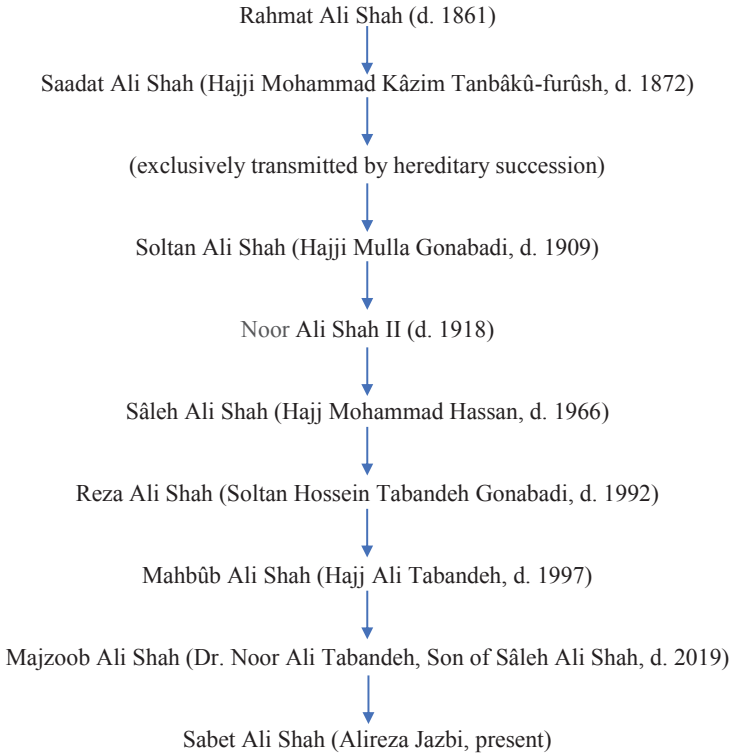 Rahmat Ali Shah (d. 1861)
Saadat Ali Shah (Hajji Mohammad Kâzim Tanbâkû-furûsh, d. 1872)
(exclusively transmitted by hereditary succession)
Soltan Ali Shah (Hajji Mulla Gonabadi, d. 1909)
Noor Ali Shah II (d. 1918)
Sâleh Ali Shah (Hajj Mohammad Hassan, d. 1966)
Reza Ali Shah (Soltan Hossein Tabandeh Gonabadi, d. 1992)
Mahbûb Ali Shah (Hajj Ali Tabandeh, d. 1997)
Majzoob Ali Shah (Dr. Noor Ali Tabandeh, Son of Sâleh Ali Shah, d. 2019)
Sabet Ali Shah (Alireza Jazbi, present)